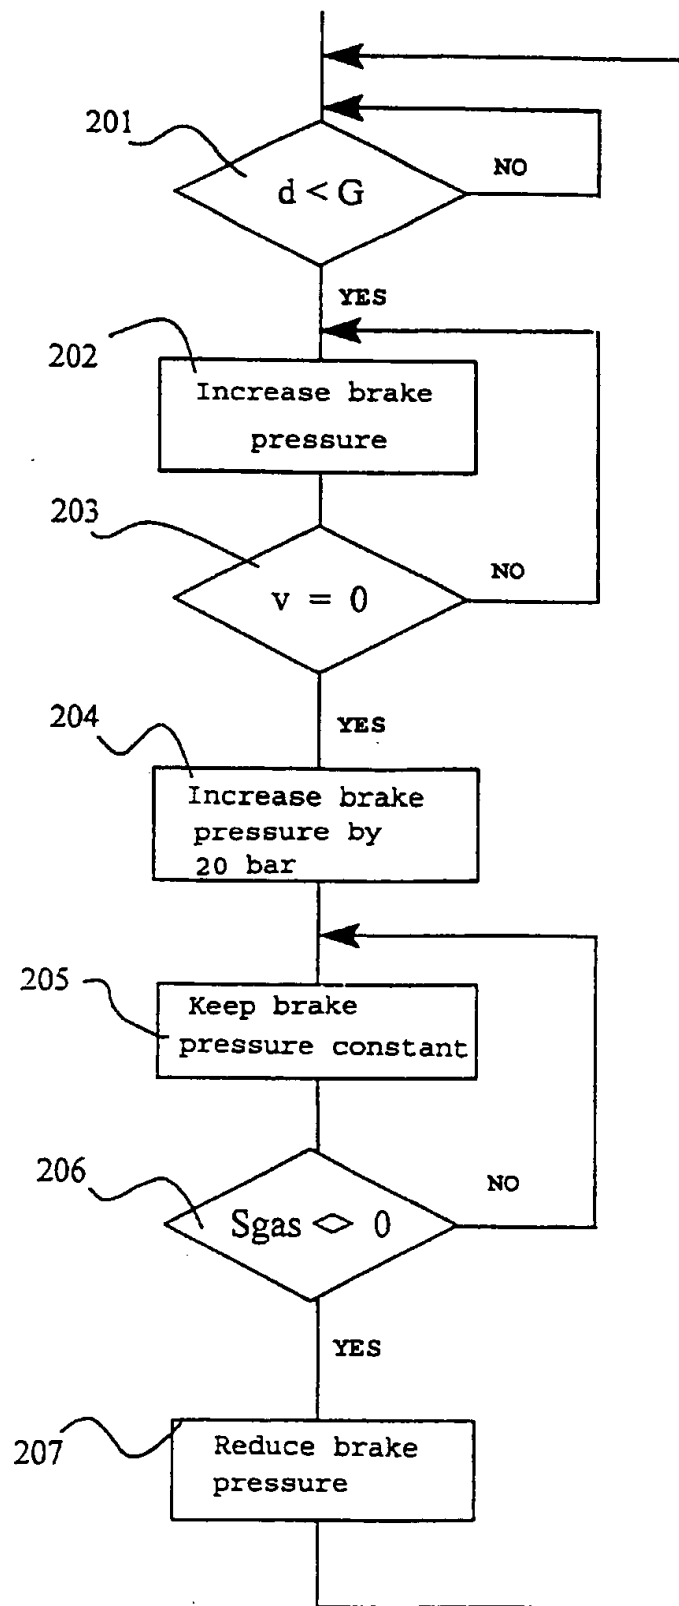 201
d < G
NO
YES
202
Increase brake
pressure
203
v = 0
NO
YES
204
Increase brake
pressure by
20 bar
205
Keep brake
pressure constant
206
Sgas <> 0
NO
YES
207
Reduce brake
pressure